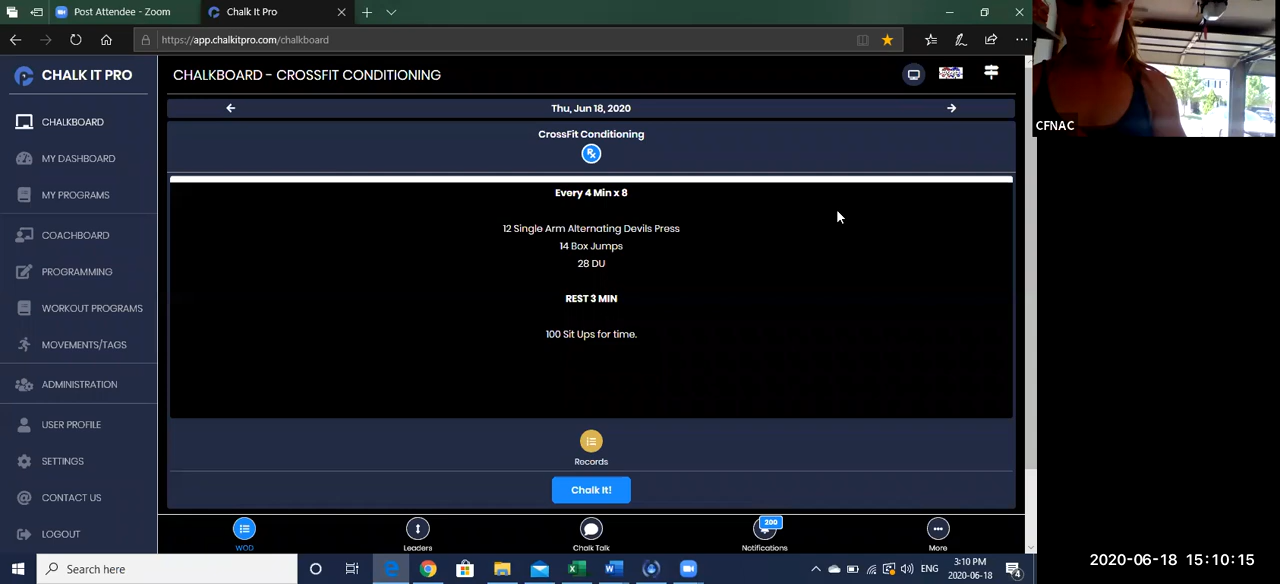 Post Attendee - Zoom
Chalk It Pro
https://app.chalkitpro.com/chalkboard
CHALK IT PRO
CHALKBOARD - CROSSFIT CONDITIONING
CHALKBOARD
MY DASHBOARD
MY PROGRAMS
COACHBOARD
PROGRAMMING
WORKOUT PROGRAMS
MOVEMENTS/TAGS
ADMINISTRATION
USER PROFILE
SETTINGS
CONTACT US
LOGOUT
Thu, Jun 18, 2020
CrossFit Conditioning
Rx
Every 4 Min x 8
12 Single Arm Alternating Devils Press
14 Box Jumps
28 DU
REST 3 MIN
100 Sit Ups for time.
Records
Chalk It!
WOD
Leaders
Chalk Talk
200
Notifications
More
CFNAC
Search here
ENG
3:10 PM
2020-06-18
4
2020-06-18 15:10:15